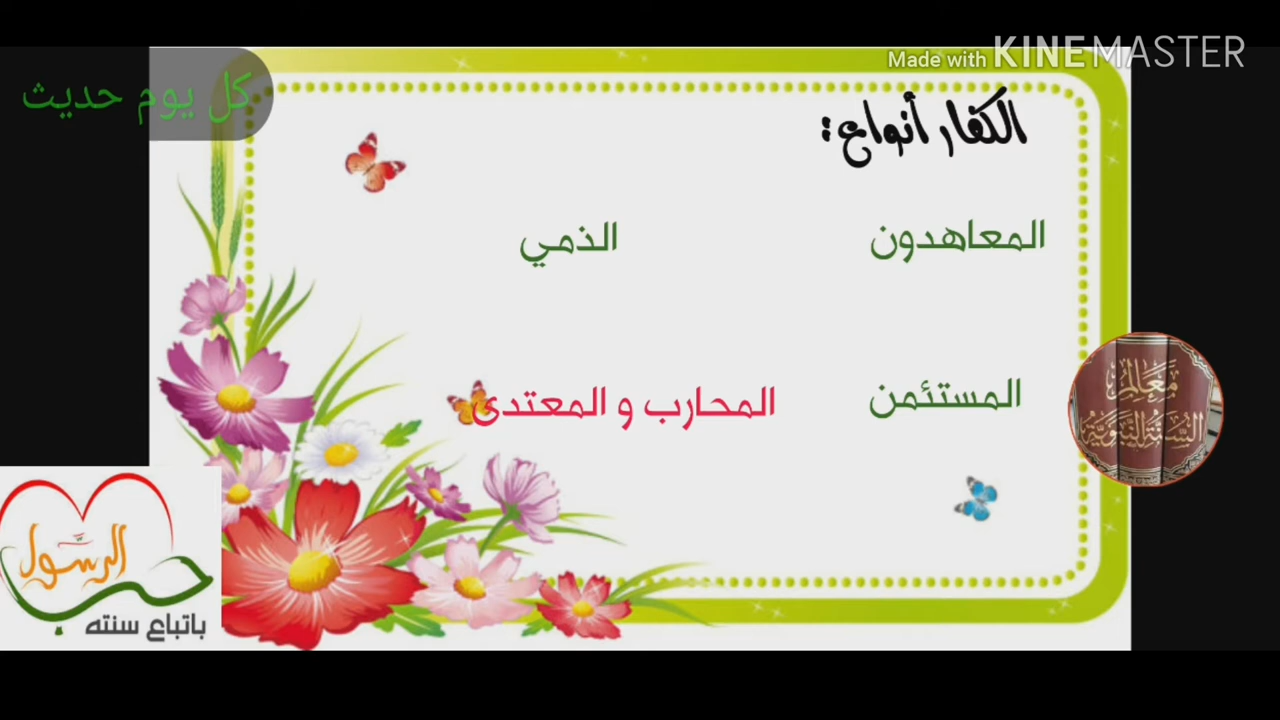 Made with KINEMASTER
كل يوم حديث
الكفار أنواع:
المعاهدون
الذمي
المستئمن
المحارب و المعتدى
معالم
السنة النبوية
حب الرسول
باتباع سنته